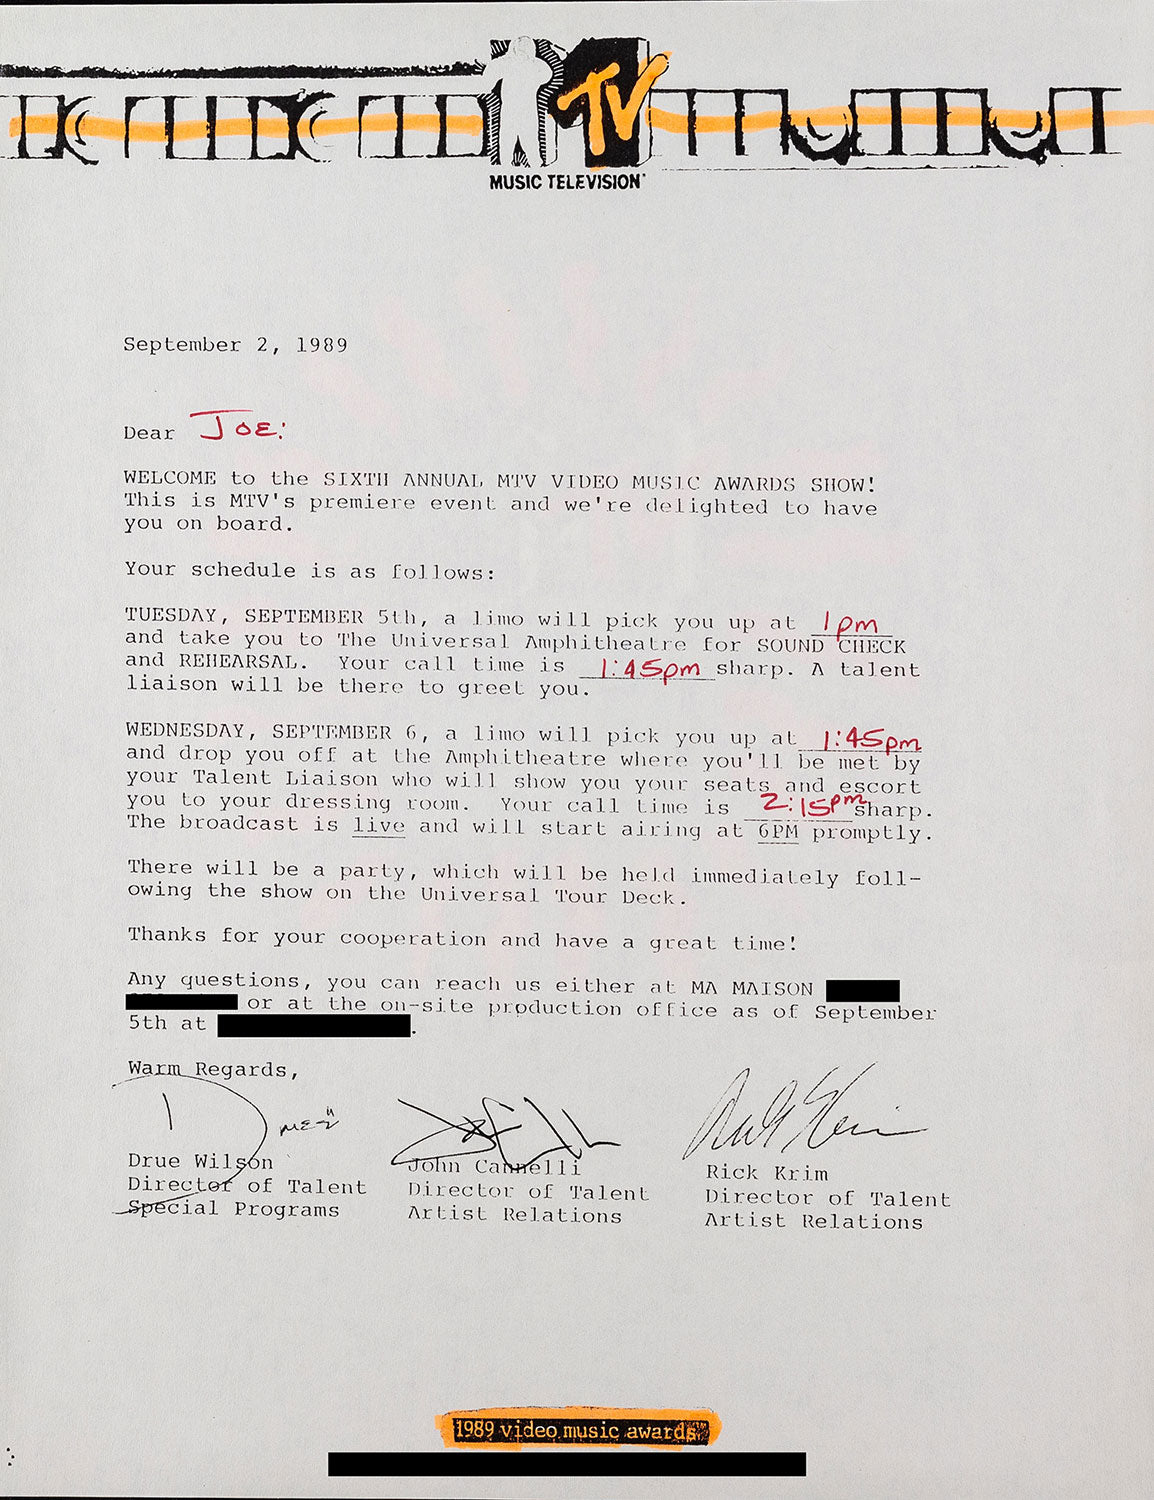 MTV
MUSIC TELEVISION
September 2, 1989
Dear JOE:
WELCOME to the SIXTH ANNUAL MTV VIDEO MUSIC AWARDS SHOW!
This is MTV's premiere event and we're delighted to have
you on board.
Your schedule is as follows:
TUESDAY, SEPTEMBER 5th, a limo will pick you up at 1pm
and take you to The Universal Amphitheatre for SOUND CHECK
and REHEARSAL. Your call time is 1:45pm sharp. A talent
liaison will be there to greet you.
WEDNESDAY, SEPTEMBER 6, a limo will pick you up at 1:45pm
and drop you off at the Amphitheatre where you'll be met by
your Talent Liaison who will show you your seats and escort
you to your dressing room. Your call time is 2:15pm sharp.
The broadcast is live and will start airing at 6PM promptly.
There will be a party, which will be held immediately foll-
owing the show on the Universal Tour Deck.
Thanks for your cooperation and have a great time!
Any questions, you can reach us either at MA MAISON
or at the on-site production office as of September
5th at .
Warm Regards,
Drue Wilson
Director of Talent
Special Programs
John Cannelli
Director of Talent
Artist Relations
Rick Krim
Director of Talent
Artist Relations
1989 video music awards